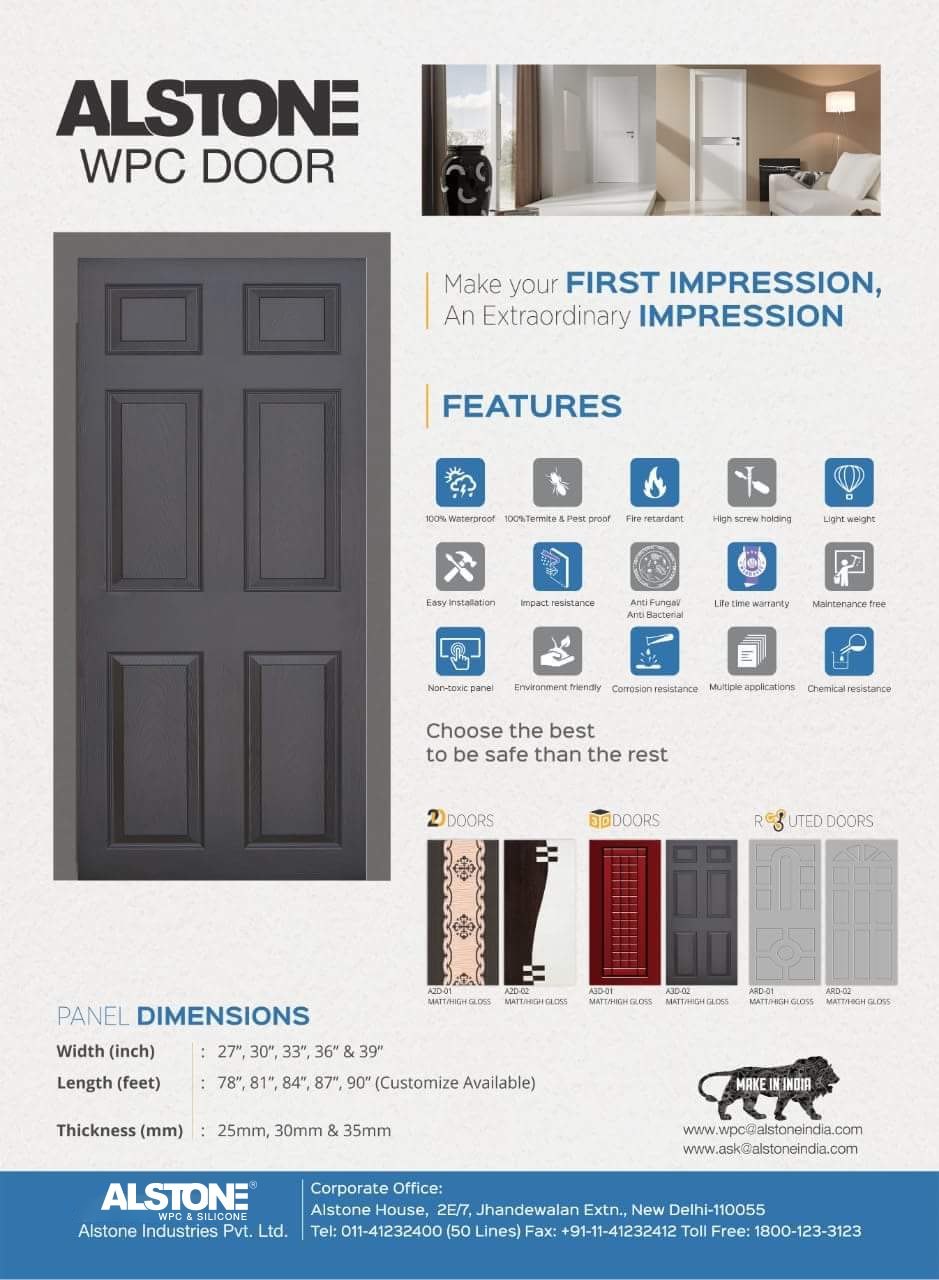 ALSTONE
WPC DOOR
Make your FIRST IMPRESSION,
An Extraordinary IMPRESSION
FEATURES
100% Waterproof
100%Termite & Pest proof
Fire retardant
High screw holding
Light weight
Easy Installation
Impact resistance
Anti Fungal/
Anti Bacterial
Life time warranty
Maintenance free
Non-toxic panel
Environment friendly
Corrosion resistance
Multiple applications
Chemical resistance
Choose the best
to be safe than the rest
2D DOORS
3D DOORS
ROUTED DOORS
A2D-01
MATT/HIGH GLOSS
A2D-02
MATT/HIGH GLOSS
A3D-01
MATT/HIGH GLOSS
A3D-02
MATT/HIGH GLOSS
ARD-01
MATT/HIGH GLOSS
ARD-02
MATT/HIGH GLOSS
PANEL DIMENSIONS
Width (inch) : 27”, 30”, 33”, 36” & 39”
Length (feet) : 78”, 81”, 84”, 87”, 90” (Customize Available)
Thickness (mm) : 25mm, 30mm & 35mm
MAKE IN INDIA
www.wpc@alstoneindia.com
www.ask@alstoneindia.com
ALSTONE®
WPC & SILICONE
Alstone Industries Pvt. Ltd.
Corporate Office:
Alstone House, 2E/7, Jhandewalan Extn., New Delhi-110055
Tel: 011-41232400 (50 Lines) Fax: +91-11-41232412 Toll Free: 1800-123-3123